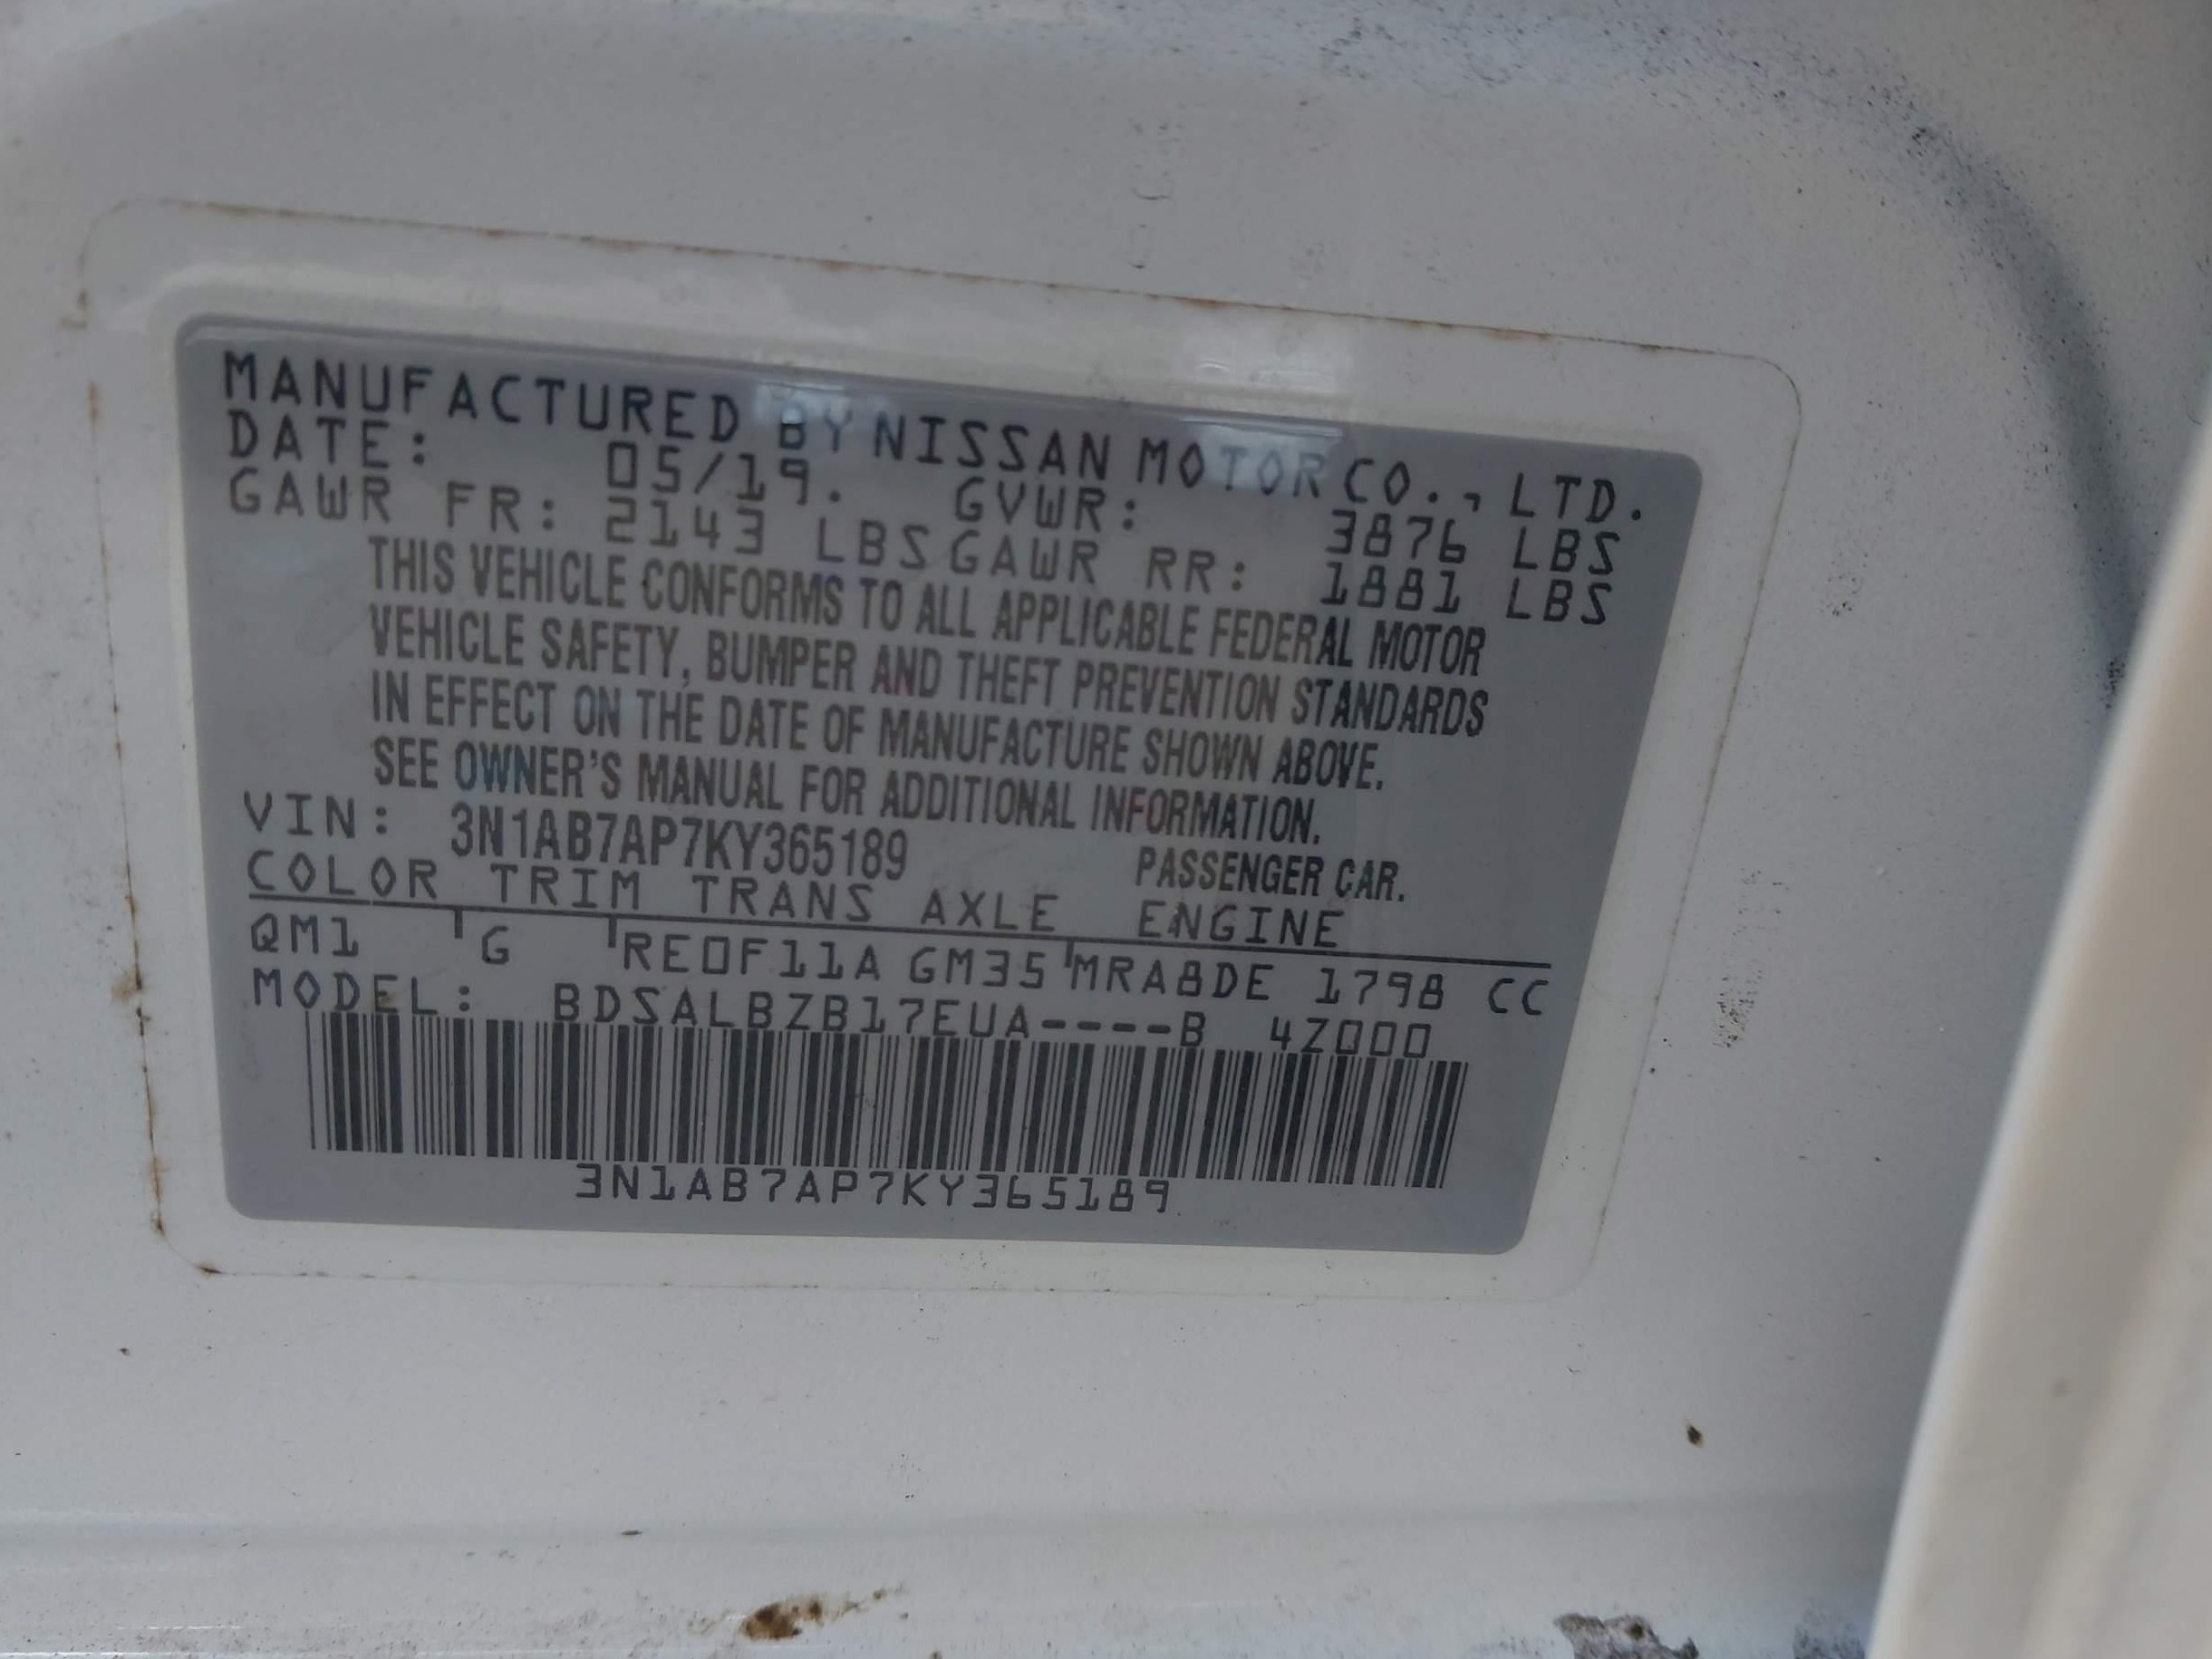 MANUFACTURED BY NISSAN MOTOR CO., LTD.
DATE: 05/19. GVWR: 3876 LBS
GAWR FR: 2143 LBS GAWR RR: 1881 LBS
THIS VEHICLE CONFORMS TO ALL APPLICABLE FEDERAL MOTOR
VEHICLE SAFETY, BUMPER AND THEFT PREVENTION STANDARDS
IN EFFECT ON THE DATE OF MANUFACTURE SHOWN ABOVE.
SEE OWNER'S MANUAL FOR ADDITIONAL INFORMATION.
VIN: 3N1AB7AP7KY365189 PASSENGER CAR.
COLOR TRIM TRANS AXLE ENGINE
QM1 G RE0F11A GM35 MRA8DE 1798 CC
MODEL: BDSALBZB17EUA----B 4Z000
3N1AB7AP7KY365189